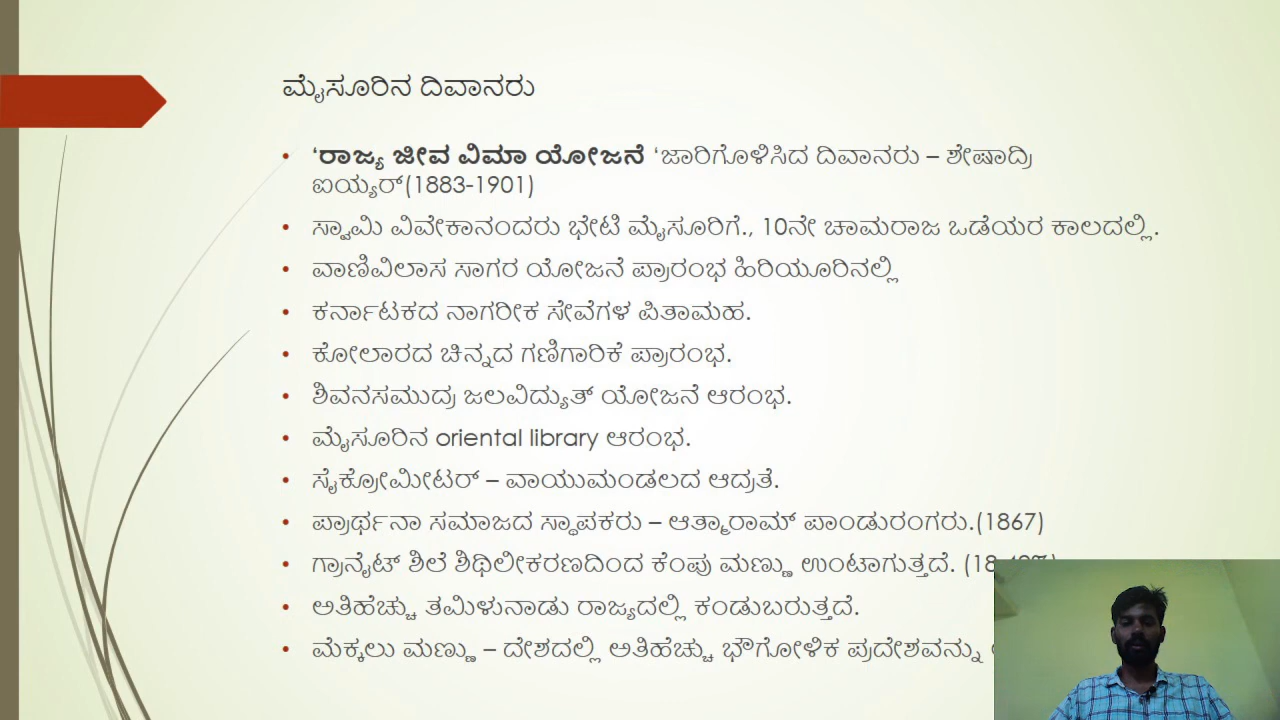 ಮೈಸೂರಿನ ದಿವಾನರು
• ‘ರಾಜ್ಯ ಜೀವ ವಿಮಾ ಯೋಜನೆ ‘ಜಾರಿಗೊಳಿಸಿದ ದಿವಾನರು – ಶೇಷಾದ್ರಿ
ಐಯ್ಯರ್(1883-1901)
• ಸ್ವಾಮಿ ವಿವೇಕಾನಂದರು ಭೇಟಿ ಮೈಸೂರಿಗೆ., 10ನೇ ಚಾಮರಾಜ ಒಡೆಯರ ಕಾಲದಲ್ಲಿ.
• ವಾಣಿವಿಲಾಸ ಸಾಗರ ಯೋಜನೆ ಪ್ರಾರಂಭ ಹಿರಿಯೂರಿನಲ್ಲಿ
• ಕರ್ನಾಟಕದ ನಾಗರೀಕ ಸೇವೆಗಳ ಪಿತಾಮಹ.
• ಕೋಲಾರದ ಚಿನ್ನದ ಗಣಿಗಾರಿಕೆ ಪ್ರಾರಂಭ.
• ಶಿವನಸಮುದ್ರ ಜಲವಿದ್ಯುತ್ ಯೋಜನೆ ಆರಂಭ.
• ಮೈಸೂರಿನ oriental library ಆರಂಭ.
• ಸೈಕ್ರೋಮೀಟರ್ – ವಾಯುಮಂಡಲದ ಆದ್ರತೆ.
• ಪ್ರಾರ್ಥನಾ ಸಮಾಜದ ಸ್ಥಾಪಕರು – ಆತ್ಮಾರಾಮ್ ಪಾಂಡುರಂಗರು.(1867)
• ಗ್ರಾನೈಟ್ ಶಿಲೆ ಶಿಥಿಲೀಕರಣದಿಂದ ಕೆಂಪು ಮಣ್ಣು ಉಂಟಾಗುತ್ತದೆ.
• ಅತಿಹೆಚ್ಚು ತಮಿಳುನಾಡು ರಾಜ್ಯದಲ್ಲಿ ಕಂಡುಬರುತ್ತದೆ.
• ಮೆಕ್ಕಲು ಮಣ್ಣು – ದೇಶದಲ್ಲಿ ಅತಿಹೆಚ್ಚು ಭೌಗೋಳಿಕ ಪ್ರದೇಶವನ್ನು